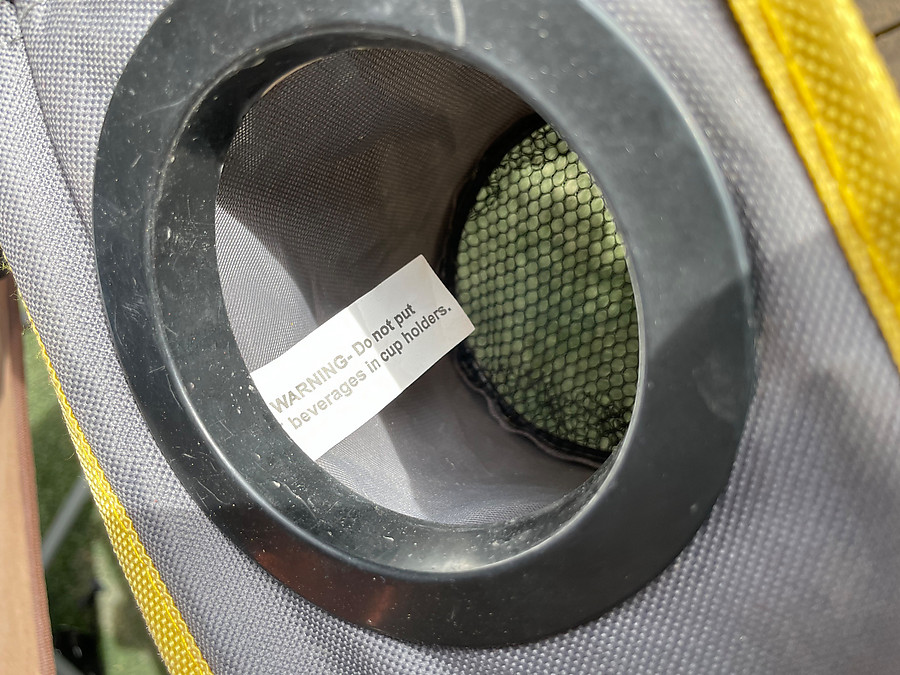 WARNING- Do not put
beverages in cup holders.